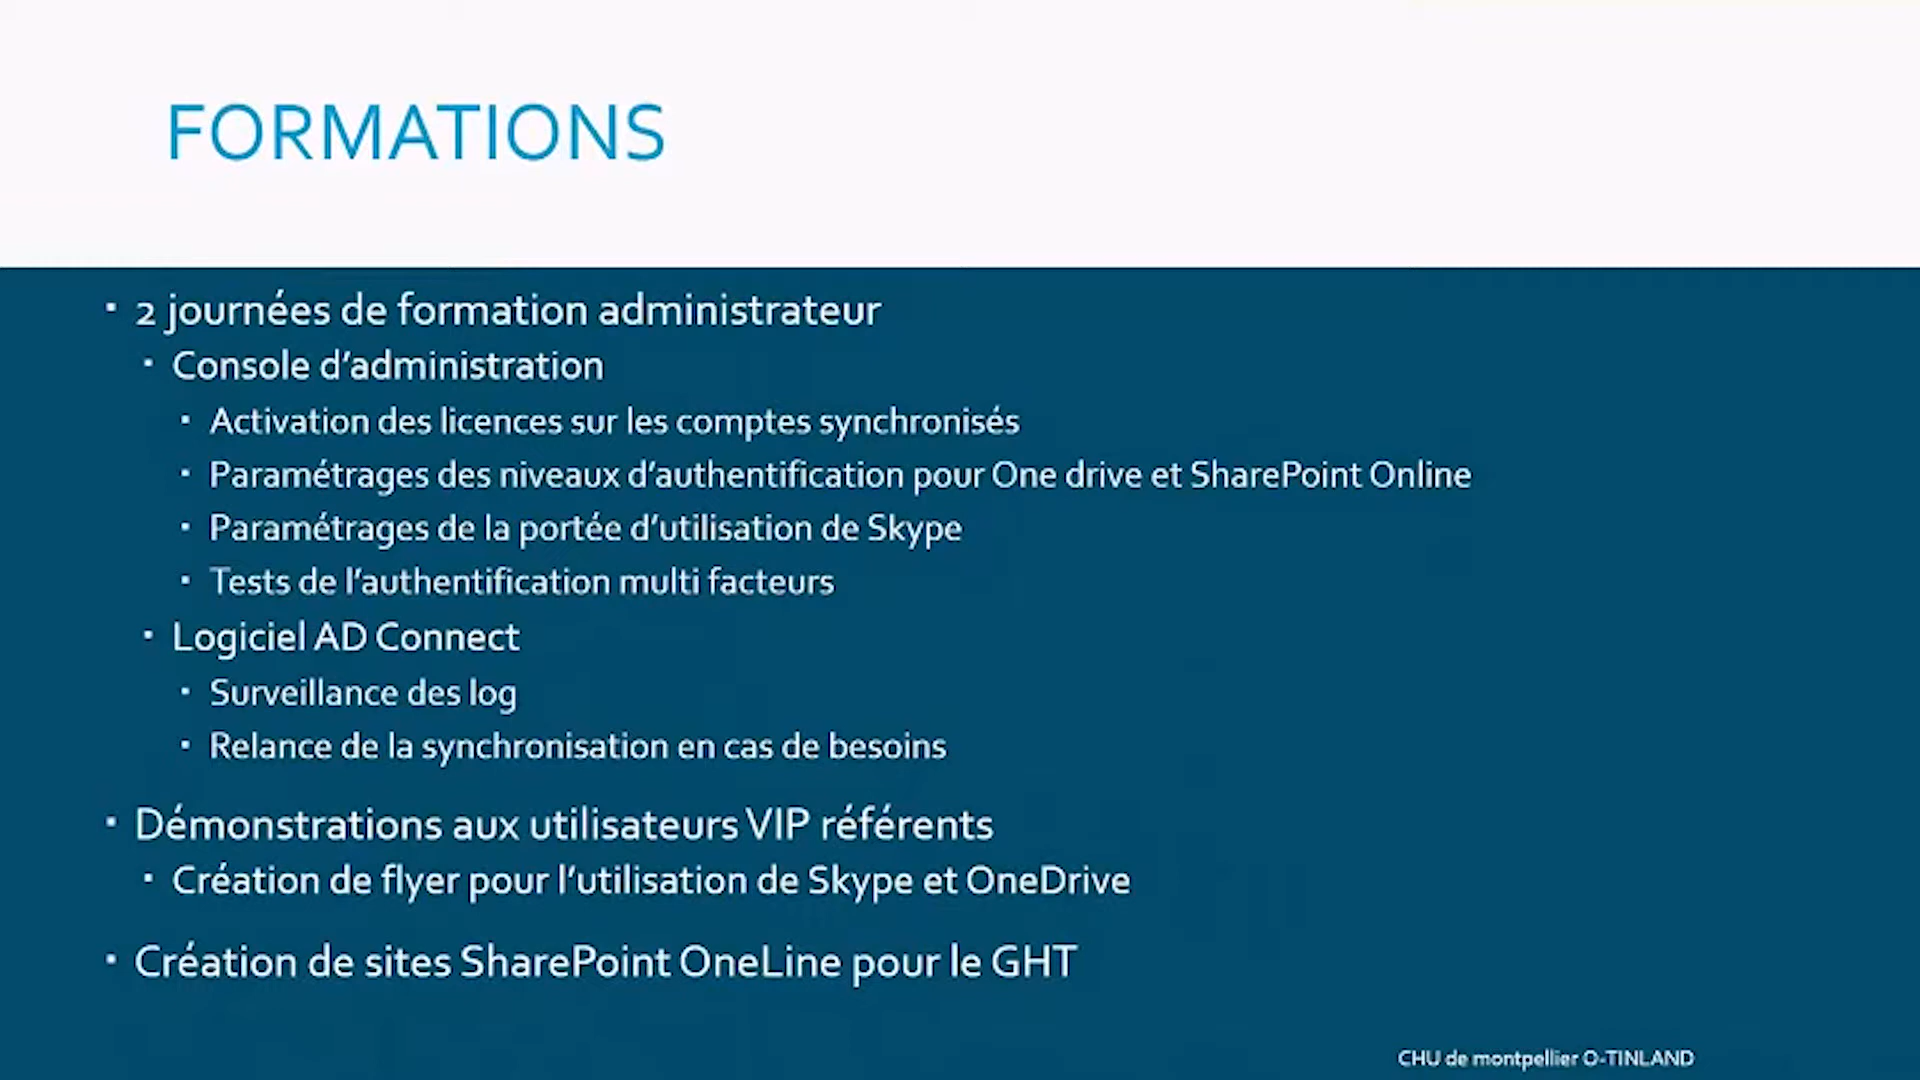 FORMATIONS
2 journées de formation administrateur
Console d’administration
Activation des licences sur les comptes synchronisés
Paramétrages des niveaux d’authentification pour One drive et SharePoint Online
Paramétrages de la portée d’utilisation de Skype
Tests de l’authentification multi facteurs
Logiciel AD Connect
Surveillance des log
Relance de la synchronisation en cas de besoins
Démonstrations aux utilisateurs VIP référents
Création de flyer pour l’utilisation de Skype et OneDrive
Création de sites SharePoint OneLine pour le GHT
CHU de montpellier O-TINLAND